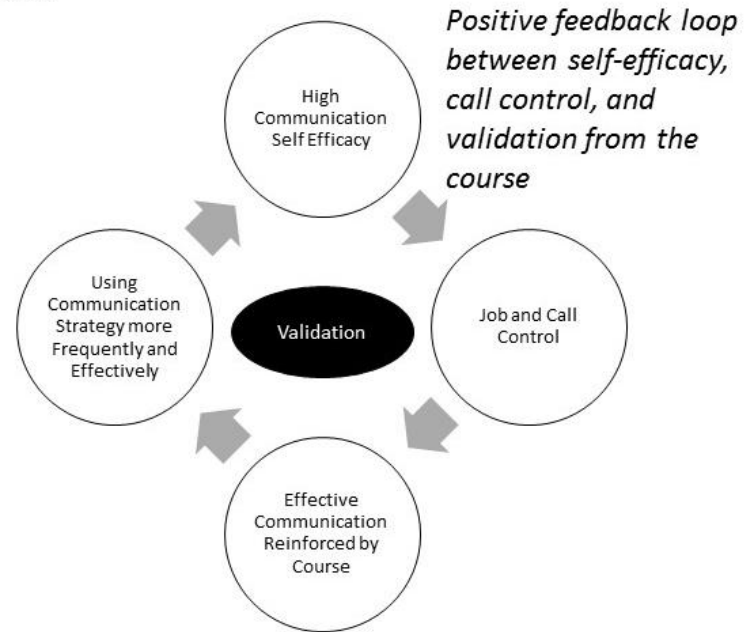 Positive feedback loop
between self-efficacy,
call control, and
validation from the
course
High
Communication
Self Efficacy
Using
Communication
Strategy more
Frequently and
Effectively
Validation
Job and Call
Control
Effective
Communication
Reinforced by
Course